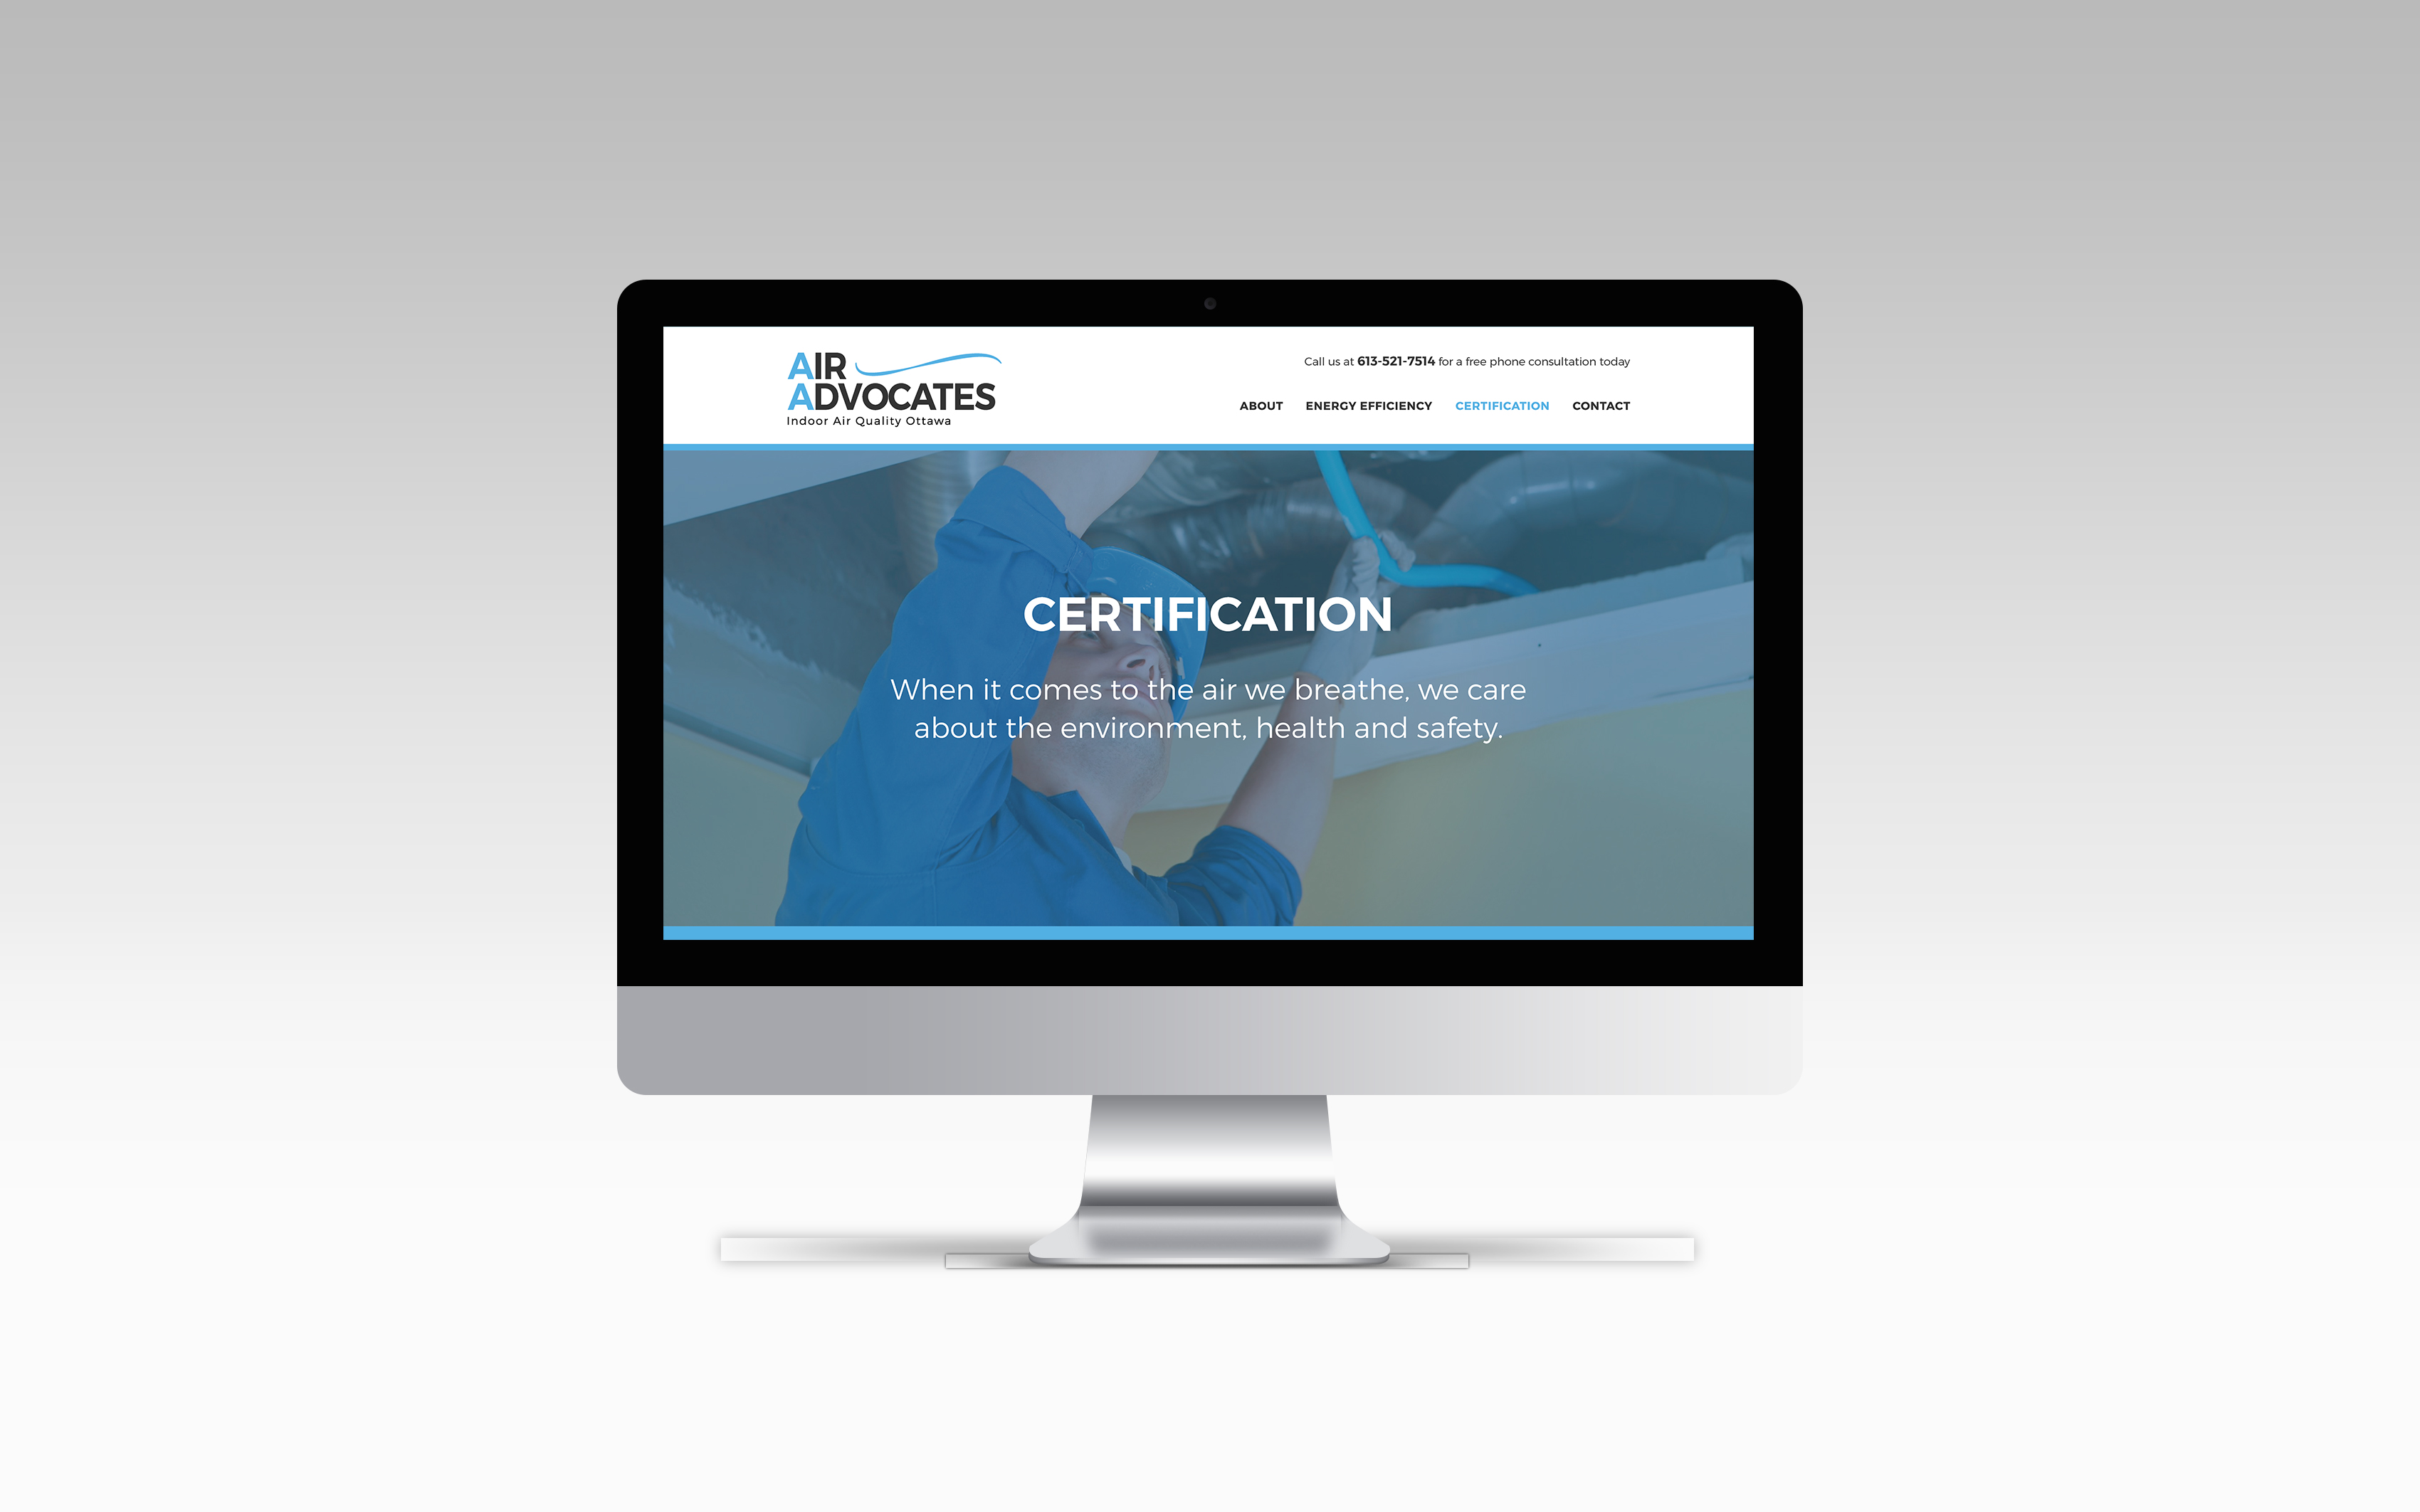 AIR
ADVOCATES
Indoor Air Quality Ottawa
Call us at 613-521-7514 for a free phone consultation today
ABOUT ENERGY EFFICIENCY CERTIFICATION CONTACT
CERTIFICATION
When it comes to the air we breathe, we care
about the environment, health and safety.